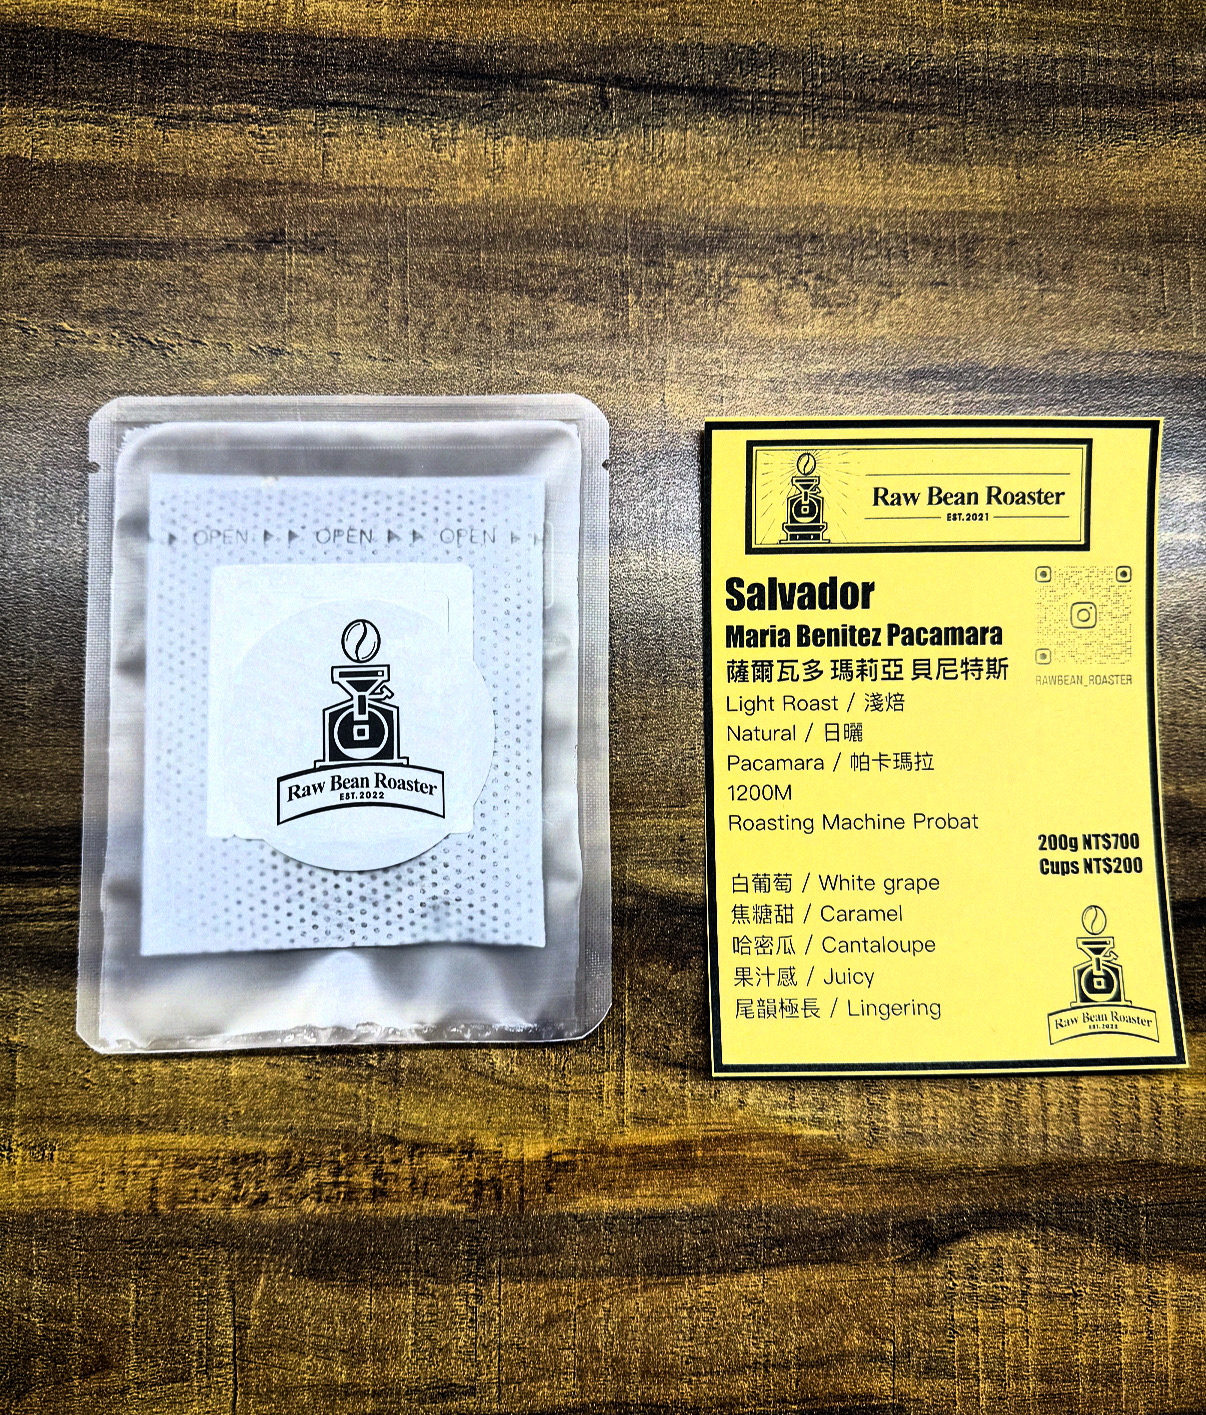 OPEN OPEN OPEN
Raw Bean Roaster
EST.2022
Raw Bean Roaster
EST.2021
Salvador
Maria Benitez Pacamara
薩爾瓦多 瑪莉亞 貝尼特斯
RAWBEAN_ROASTER
Light Roast / 淺焙
Natural / 日曬
Pacamara / 帕卡瑪拉
1200M
Roasting Machine Probat
200g NT$700
Cups NT$200
白葡萄 / White grape
焦糖甜 / Caramel
哈密瓜 / Cantaloupe
果汁感 / Juicy
尾韻極長 / Lingering
Raw Bean Roaster
EST.2022